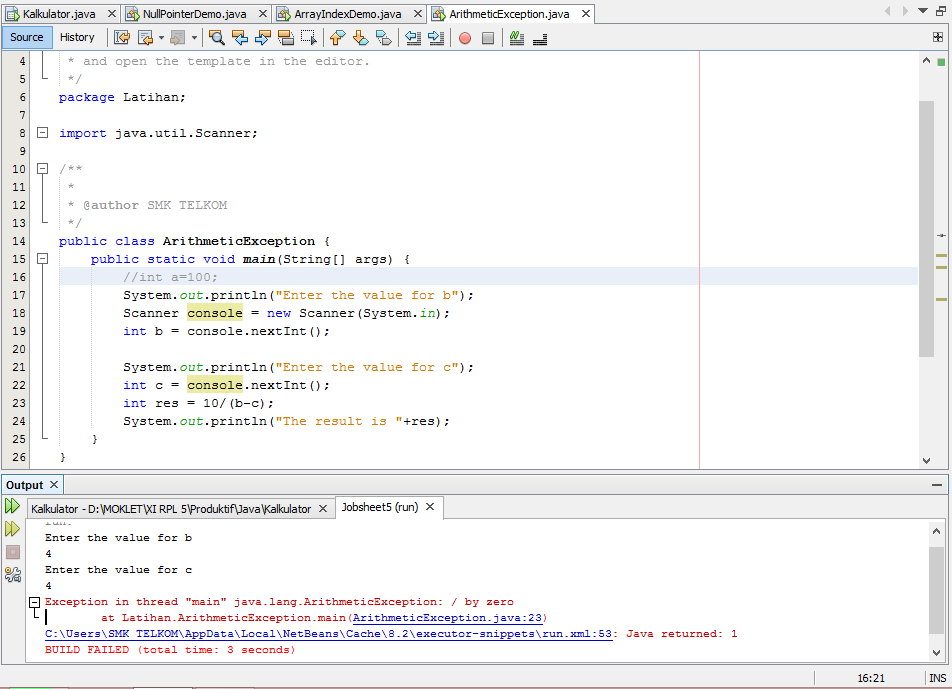 Kalkulator.java
NullPointerDemo.java
ArrayIndexDemo.java
ArithmeticException.java
Source
History
4 * and open the template in the editor.
5 */
6 package Latihan;
7
8 import java.util.Scanner;
9
10 /**
11 *
12 * @author SMK TELKOM
13 */
14 public class ArithmeticException {
15 public static void main(String[] args) {
16 //int a=100;
17 System.out.println("Enter the value for b");
18 Scanner console = new Scanner(System.in);
19 int b = console.nextInt();
20
21 System.out.println("Enter the value for c");
22 int c = console.nextInt();
23 int res = 10/(b-c);
24 System.out.println("The result is "+res);
25 }
26 }
Output
Kalkulator - D:\MOKLET\XI RPL 5\Produktif\Java\Kalkulator
Jobsheet5 (run)
run:
Enter the value for b
4
Enter the value for c
4
Exception in thread "main" java.lang.ArithmeticException: / by zero
at Latihan.ArithmeticException.main(ArithmeticException.java:23)
C:\Users\SMK TELKOM\AppData\Local\NetBeans\Cache\8.2\executor-snippets\run.xml:53: Java returned: 1
BUILD FAILED (total time: 3 seconds)
16:21
INS